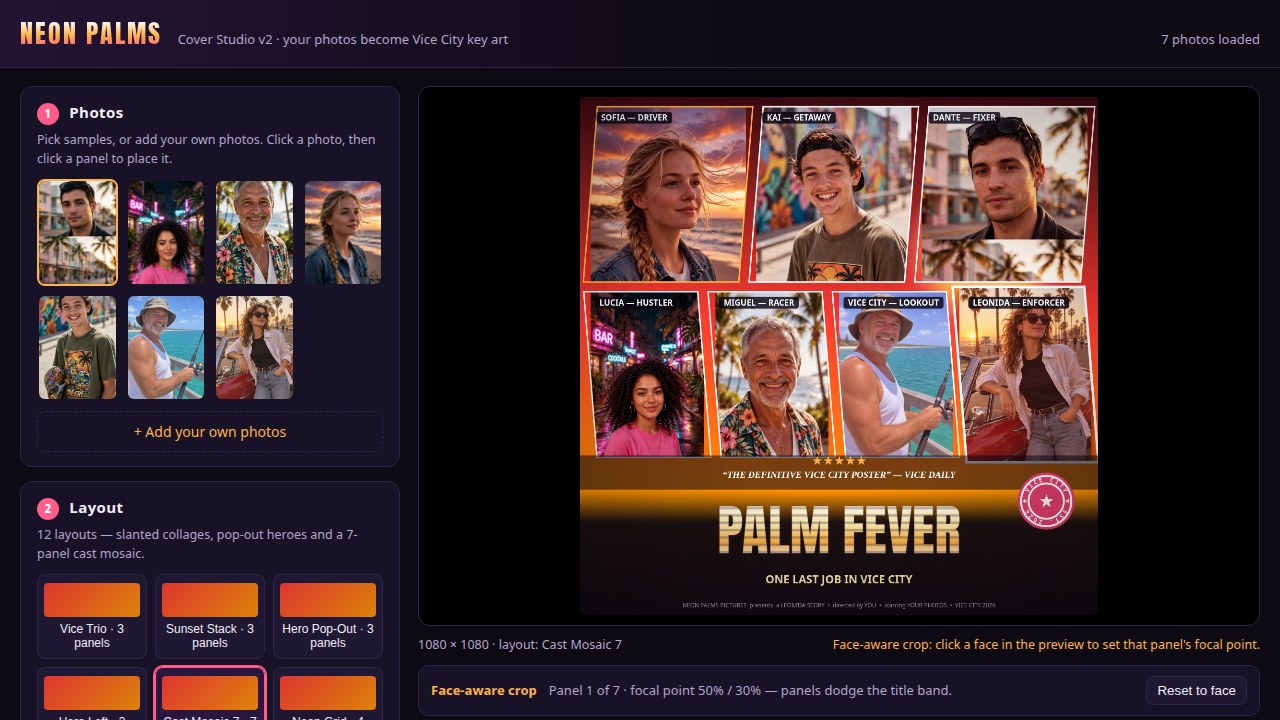 NEON PALMS
Cover Studio v2 · your photos become Vice City key art
7 photos loaded
1 Photos
Pick samples, or add your own photos. Click a photo, then
click a panel to place it.
+ Add your own photos
2 Layout
12 layouts — slanted collages, pop-out heroes and a 7-
panel cast mosaic.
Vice Trio · 3
panels
Sunset Stack · 3
panels
Hero Pop-Out · 3
panels
SOFIA — DRIVER
KAI — GETAWAY
DANTE — FIXER
BAR
LUCIA — HUSTLER
MIGUEL — RACER
VICE CITY — LOOKOUT
LEONIDA — ENFORCER
BAR
★★★★★
“THE DEFINITIVE VICE CITY POSTER” — VICE DAILY
VICE CITY
PALM FEVER
ONE LAST JOB IN VICE CITY
NEON PALMS PICTURES presents a LEONIDA STORY • directed by YOU • starring YOUR PHOTOS • VICE CITY 2026
1080 × 1080 · layout: Cast Mosaic 7
Face-aware crop: click a face in the preview to set that panel's focal point.
Face-aware crop
Panel 1 of 7 · focal point 50% / 30% — panels dodge the title band.
Reset to face